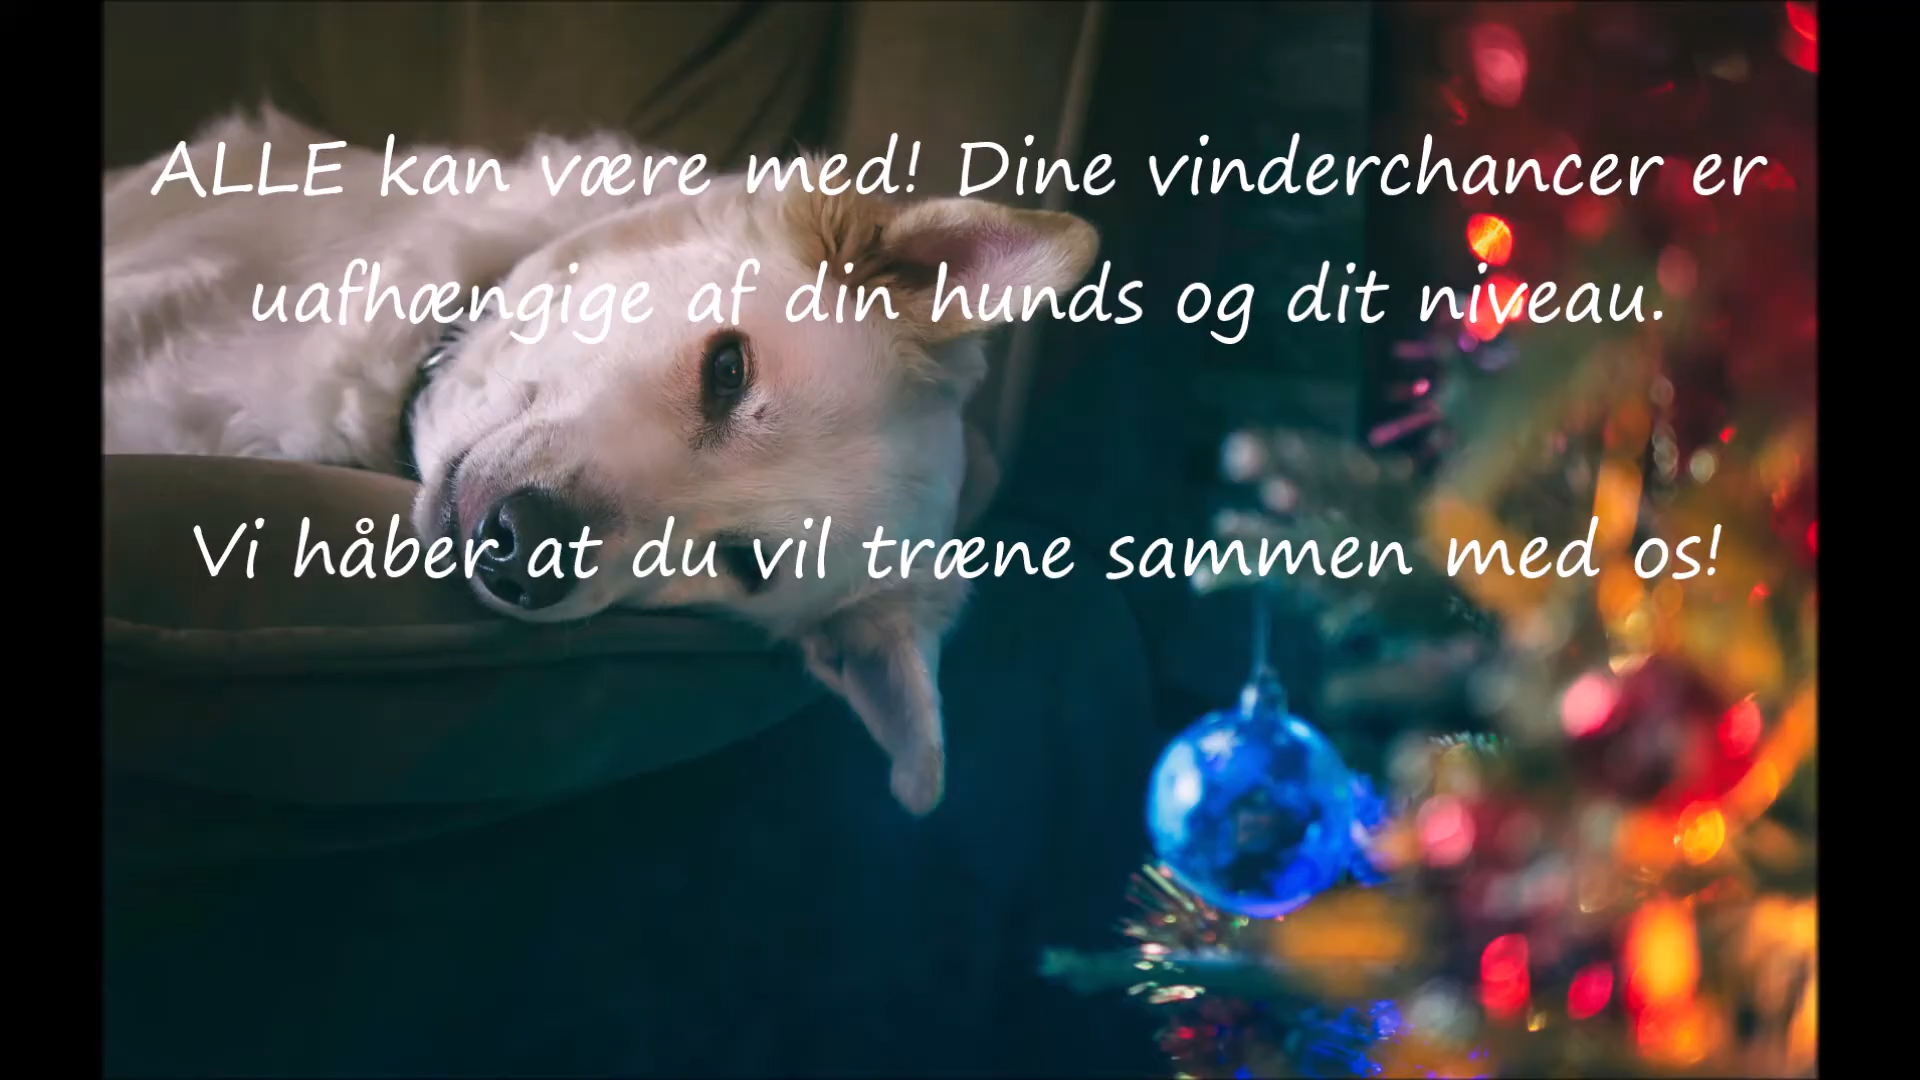 ALLE kan være med! Dine vinderchancer er
uafhængige af din hunds og dit niveau.
Vi håber at du vil træne sammen med os!